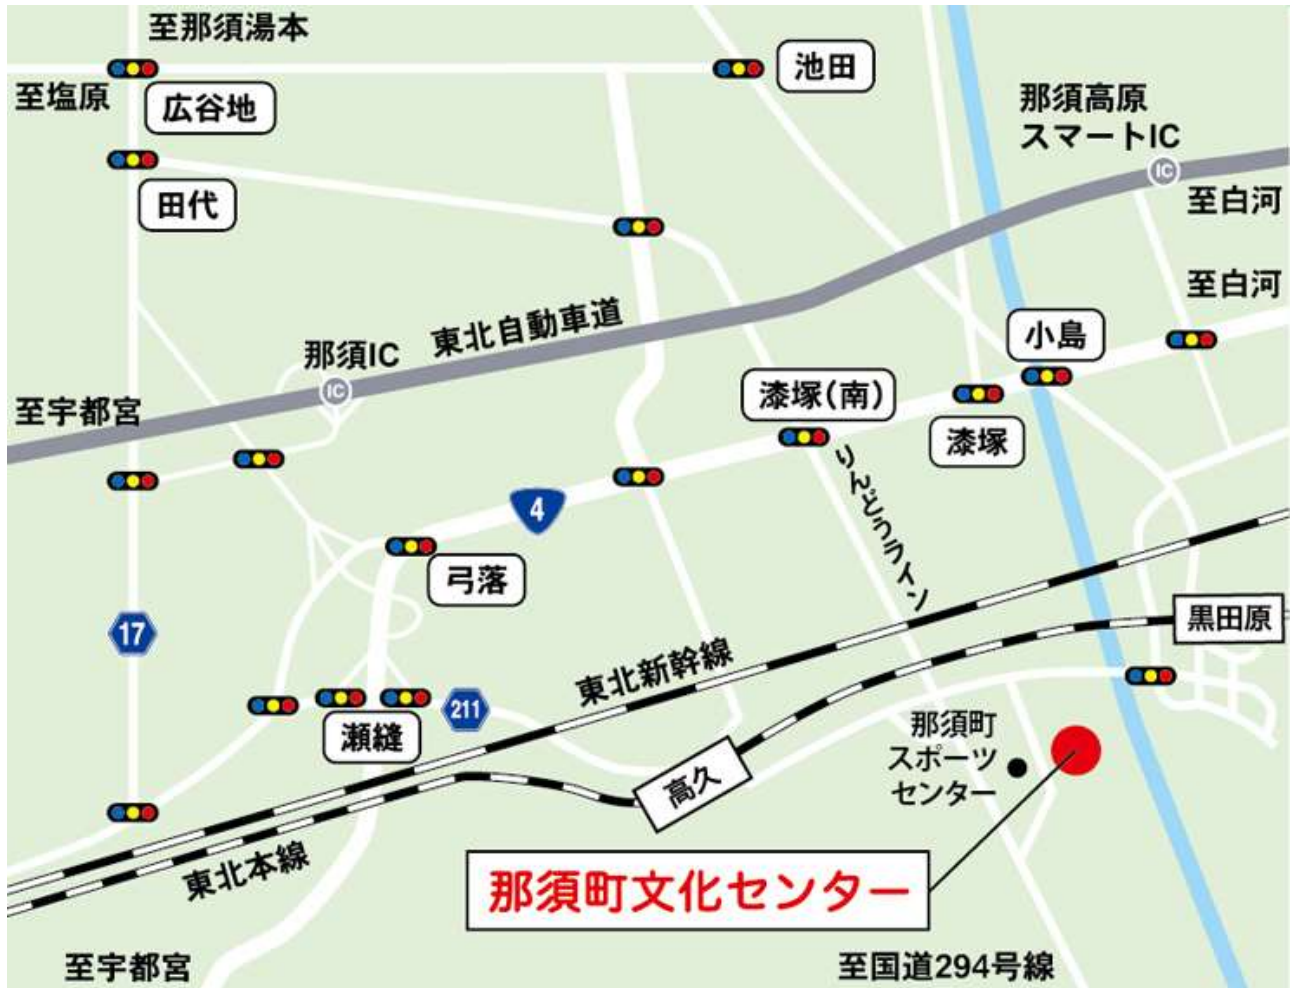 至那須湯本
至塩原
広谷地
池田
那須高原
スマートIC
IC
田代
至白河
至白河
東北自動車道
小島
那須IC
IC
至宇都宮
漆塚(南)
漆塚
りんどうライン
4
弓落
17
黒田原
東北新幹線
211
瀬縫
那須町
スポーツ
センター
高久
東北本線
那須町文化センター
至宇都宮
至国道294号線